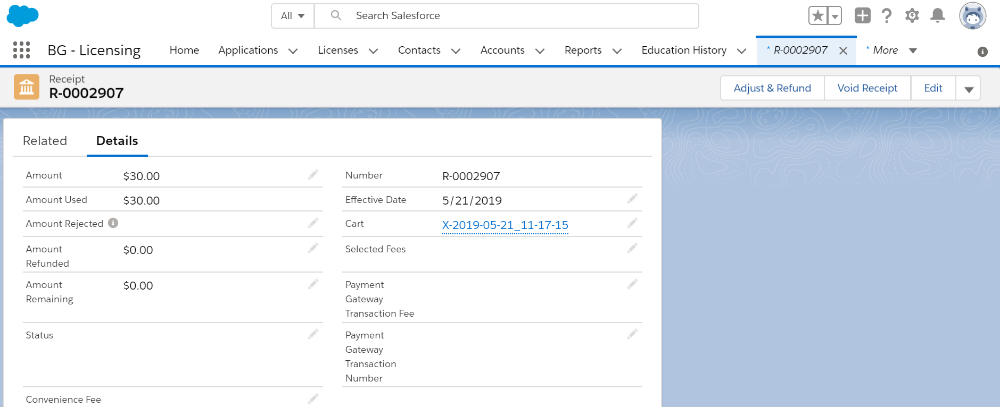 All
Search Salesforce
BG - Licensing
Home
Applications
Licenses
Contacts
Accounts
Reports
Education History
* R-0002907
* More
Receipt
R-0002907
Adjust & Refund
Void Receipt
Edit
Related
Details
Amount
$30.00
Number
R-0002907
Amount Used
$30.00
Effective Date
5/21/2019
Amount Rejected
Cart
X-2019-05-21_11-17-15
Amount
Refunded
$0.00
Selected Fees
Amount
Remaining
$0.00
Payment
Gateway
Transaction Fee
Status
Payment
Gateway
Transaction
Number
Convenience Fee